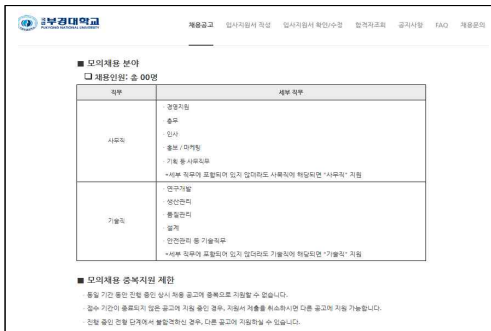 국립부경대학교
PUKYONG NATIONAL UNIVERSITY
채용공고 입사지원서 작성 입사지원서 확인/수정 합격자조회 공지사항 FAQ 채용문의
■ 모의채용 분야
❏ 채용인원: 총 00명
직무 세부 직무
사무직
· 경영지원
· 총무
· 인사
· 홍보 / 마케팅
· 기획 등 사무직무
*세부 직무에 포함되어 있지 않더라도 사무직에 해당되면 "사무직" 지원
기술직
· 연구개발
· 생산관리
· 품질관리
· 설계
· 안전관리 등 기술직무
*세부 직무에 포함되어 있지 않더라도 기술직에 해당되면 "기술직" 지원
■ 모의채용 중복지원 제한
· 동일 기간 동안 진행 중인 상시 채용 공고에 중복으로 지원할 수 없습니다.
· 접수 기간이 종료되지 않은 공고에 지원 중인 경우, 지원서 제출을 취소하시면 다른 공고에 지원 가능합니다.
· 진행 중인 전형 단계에서 불합격하신 경우, 다른 공고에 지원하실 수 있습니다.